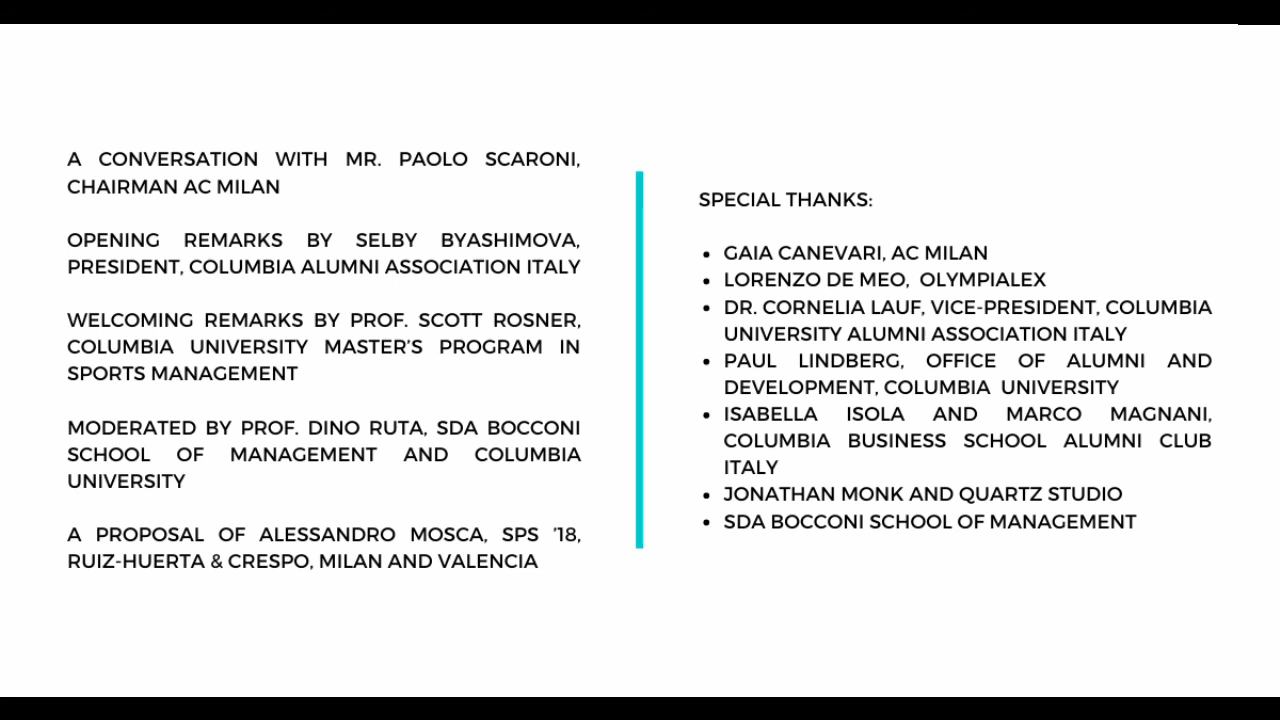 A CONVERSATION WITH MR. PAOLO SCARONI,
CHAIRMAN AC MILAN
OPENING REMARKS BY SELBY BYASHIMOVA,
PRESIDENT, COLUMBIA ALUMNI ASSOCIATION ITALY
WELCOMING REMARKS BY PROF. SCOTT ROSNER,
COLUMBIA UNIVERSITY MASTER'S PROGRAM IN
SPORTS MANAGEMENT
MODERATED BY PROF. DINO RUTA, SDA BOCCONI
SCHOOL OF MANAGEMENT AND COLUMBIA
UNIVERSITY
A PROPOSAL OF ALESSANDRO MOSCA, SPS '18,
RUIZ-HUERTA & CRESPO, MILAN AND VALENCIA
SPECIAL THANKS:
• GAIA CANEVARI, AC MILAN
• LORENZO DE MEO, OLYMPIALEX
• DR. CORNELIA LAUF, VICE-PRESIDENT, COLUMBIA
UNIVERSITY ALUMNI ASSOCIATION ITALY
• PAUL LINDBERG, OFFICE OF ALUMNI AND
DEVELOPMENT, COLUMBIA UNIVERSITY
• ISABELLA ISOLA AND MARCO MAGNANI,
COLUMBIA BUSINESS SCHOOL ALUMNI CLUB
ITALY
• JONATHAN MONK AND QUARTZ STUDIO
• SDA BOCCONI SCHOOL OF MANAGEMENT